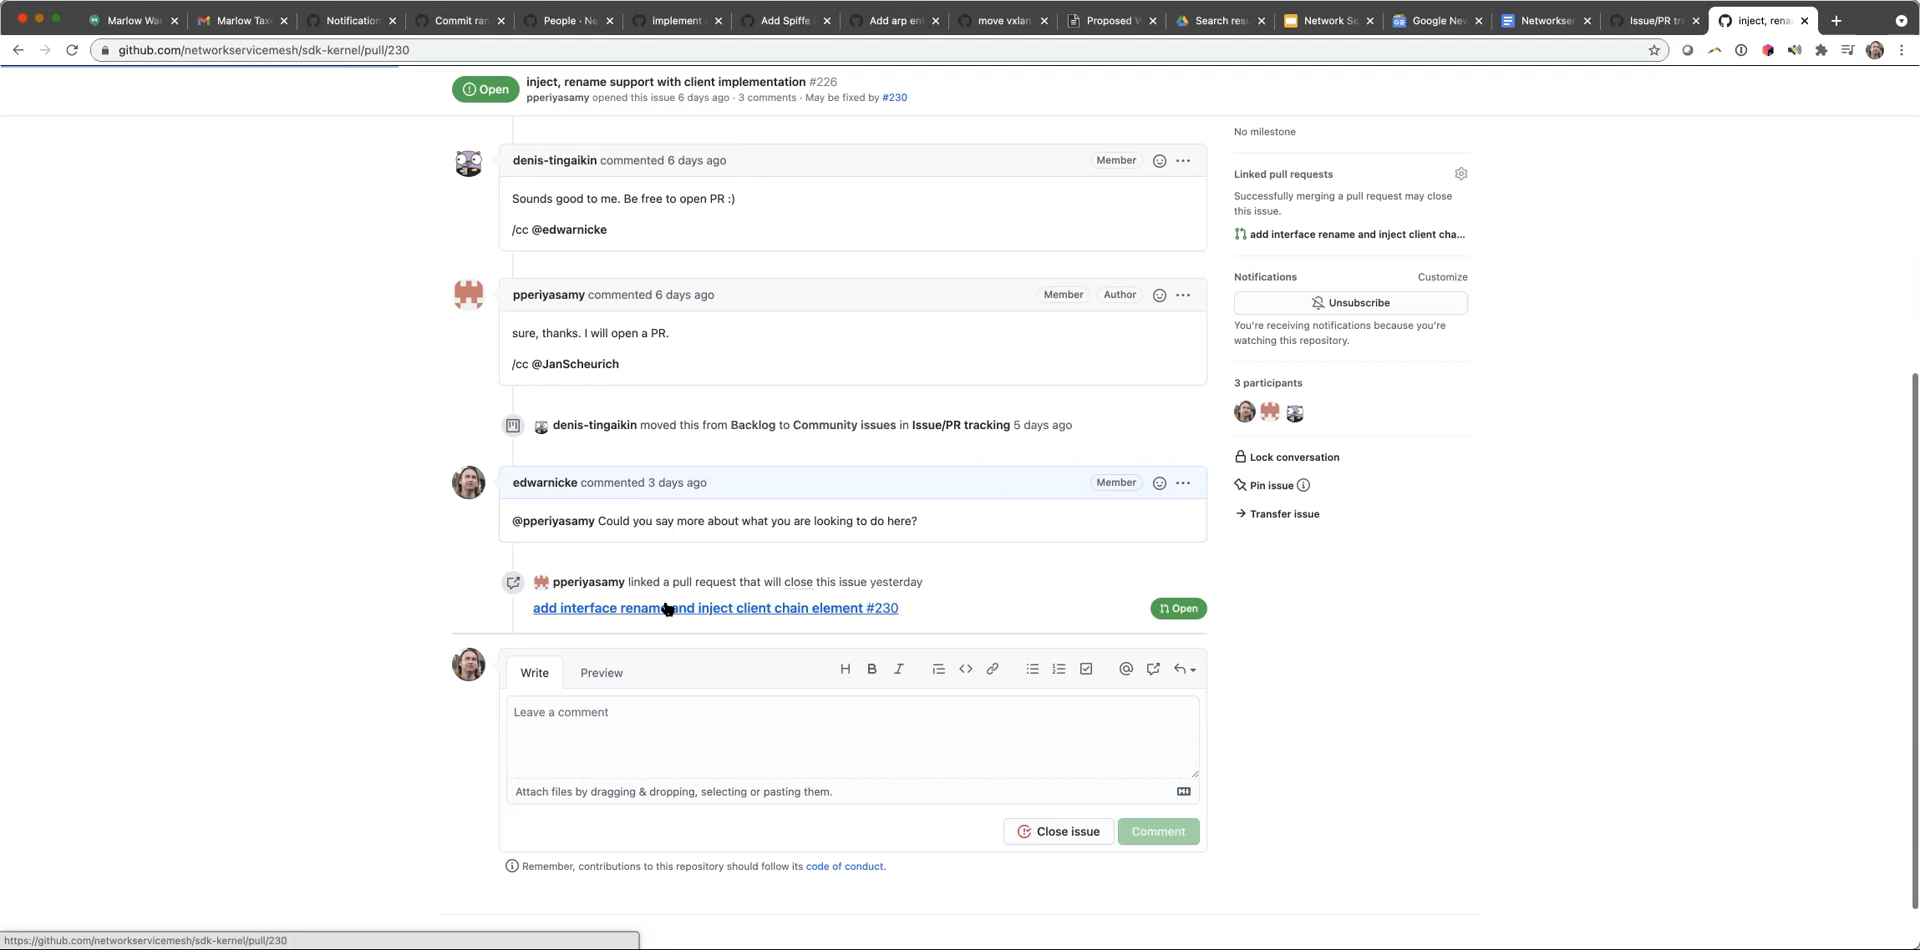 Marlow Wa
Marlow Tax
Notification
Commit ran
People · Ne
implement
Add Spiffe
Add arp en
move vxlan
Proposed V
Search resu
Network Se
Google New
Networkser
Issue/PR tr
inject, rena
github.com/networkservicemesh/sdk-kernel/pull/230
Open
inject, rename support with client implementation #226
pperiyasamy opened this issue 6 days ago · 3 comments · May be fixed by #230
denis-tingaikin commented 6 days ago
Member
Sounds good to me. Be free to open PR :)
/cc @edwarnicke
pperiyasamy commented 6 days ago
Member
Author
sure, thanks. I will open a PR.
/cc @JanScheurich
denis-tingaikin moved this from Backlog to Community issues in Issue/PR tracking 5 days ago
edwarnicke commented 3 days ago
Member
@pperiyasamy Could you say more about what you are looking to do here?
pperiyasamy linked a pull request that will close this issue yesterday
add interface rename and inject client chain element #230
Open
Write
Preview
Leave a comment
Attach files by dragging & dropping, selecting or pasting them.
Close issue
Comment
Remember, contributions to this repository should follow its code of conduct.
No milestone
Linked pull requests
Successfully merging a pull request may close
this issue.
add interface rename and inject client cha...
Notifications
Customize
Unsubscribe
You're receiving notifications because you're
watching this repository.
3 participants
Lock conversation
Pin issue
Transfer issue
https://github.com/networkservicemesh/sdk-kernel/pull/230